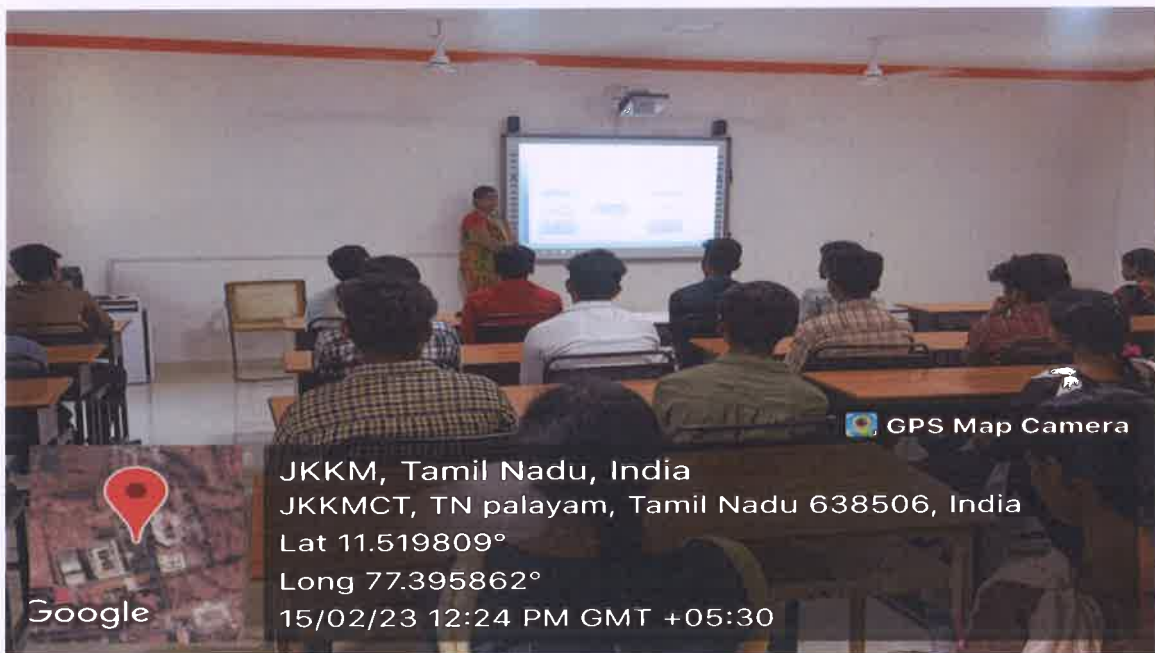 GPS Map Camera
JKKM, Tamil Nadu, India
JKKMCT, TN palayam, Tamil Nadu 638506, India
Lat 11.519809°
Long 77.395862°
15/02/23 12:24 PM GMT +05:30
Google